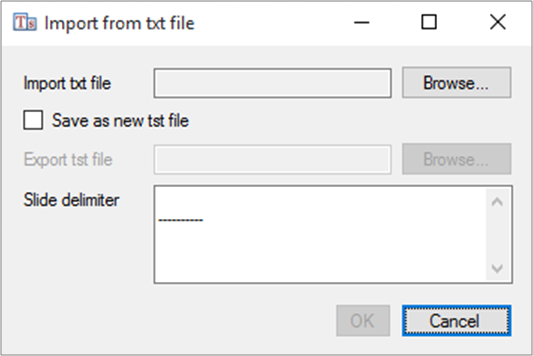 Ts Import from txt file
Import txt file Browse...
Save as new tst file
Export tst file Browse...
Slide delimiter
----------
OK Cancel